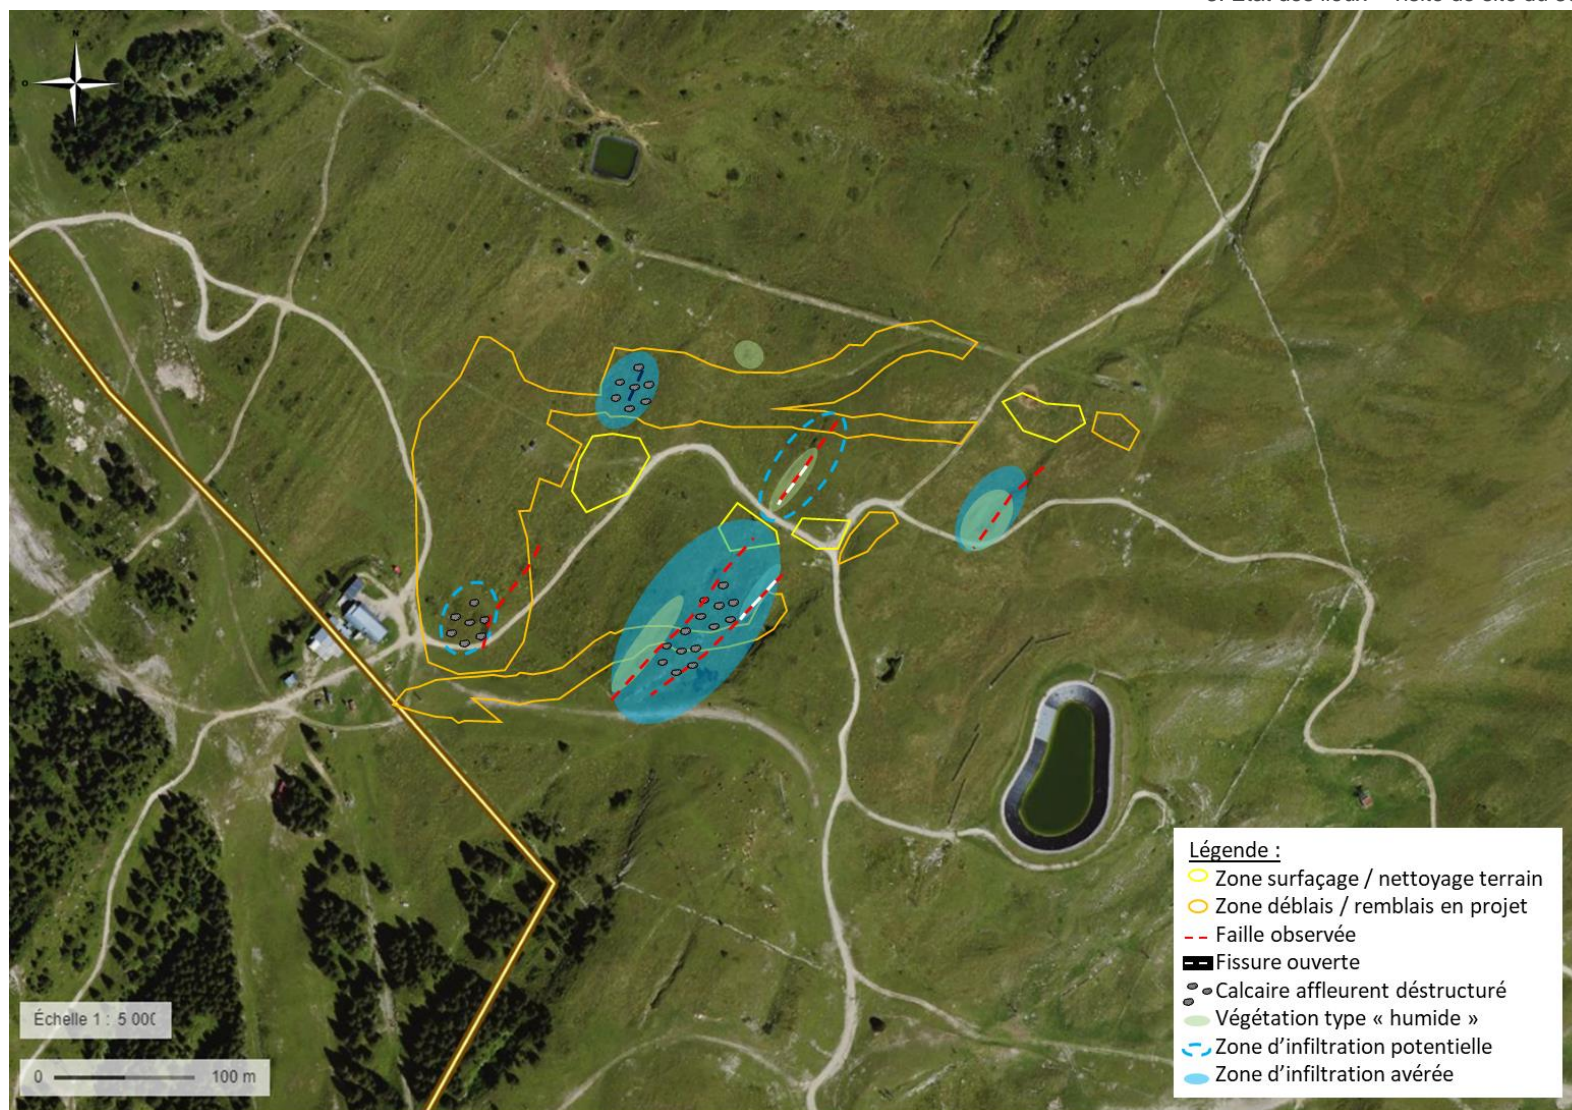 N
O
Légende :
Zone surfaçage / nettoyage terrain
Zone déblais / remblais en projet
Faille observée
Fissure ouverte
Calcaire affleurent déstructuré
Végétation type « humide »
Zone d’infiltration potentielle
Zone d’infiltration avérée
Échelle 1 : 5 000
0 100 m